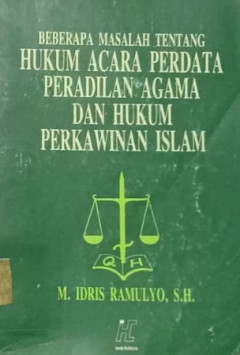 BEBERAPA MASALAH TENTANG
HUKUM ACARA PERDATA
PERADILAN AGAMA
DAN HUKUM
PERKAWINAN ISLAM
Q H
M. IDRIS RAMULYO, S.H.